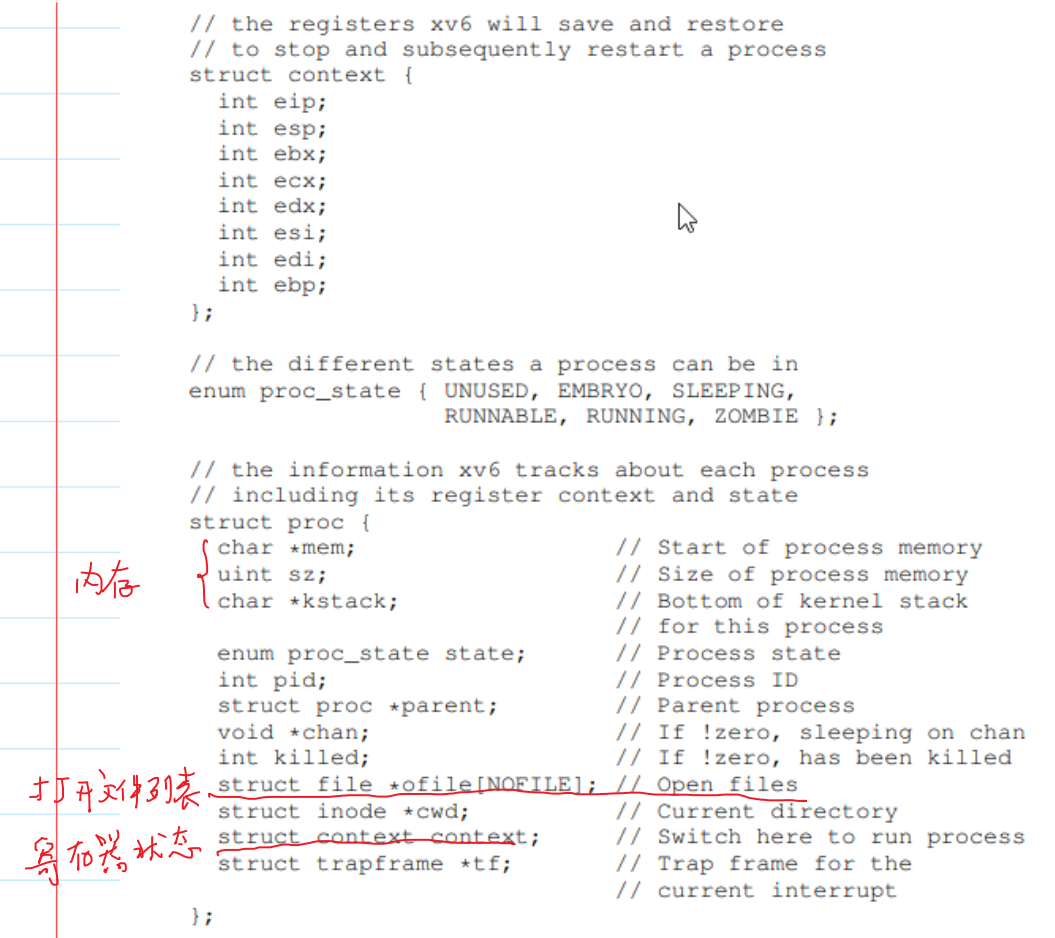 // the registers xv6 will save and restore
// to stop and subsequently restart a process
struct context {
int eip;
int esp;
int ebx;
int ecx;
int edx;
int esi;
int edi;
int ebp;
};
// the different states a process can be in
enum proc_state { UNUSED, EMBRYO, SLEEPING,
RUNNABLE, RUNNING, ZOMBIE };
// the information xv6 tracks about each process
// including its register context and state
struct proc {
char *mem; // Start of process memory
内存 uint sz; // Size of process memory
char *kstack; // Bottom of kernel stack
// for this process
enum proc_state state; // Process state
int pid; // Process ID
struct proc *parent; // Parent process
void *chan; // If !zero, sleeping on chan
int killed; // If !zero, has been killed
打开文件列表 struct file *ofile[NOFILE]; // Open files
struct inode *cwd; // Current directory
寄存器状态 struct context context; // Switch here to run process
struct trapframe *tf; // Trap frame for the
// current interrupt
};